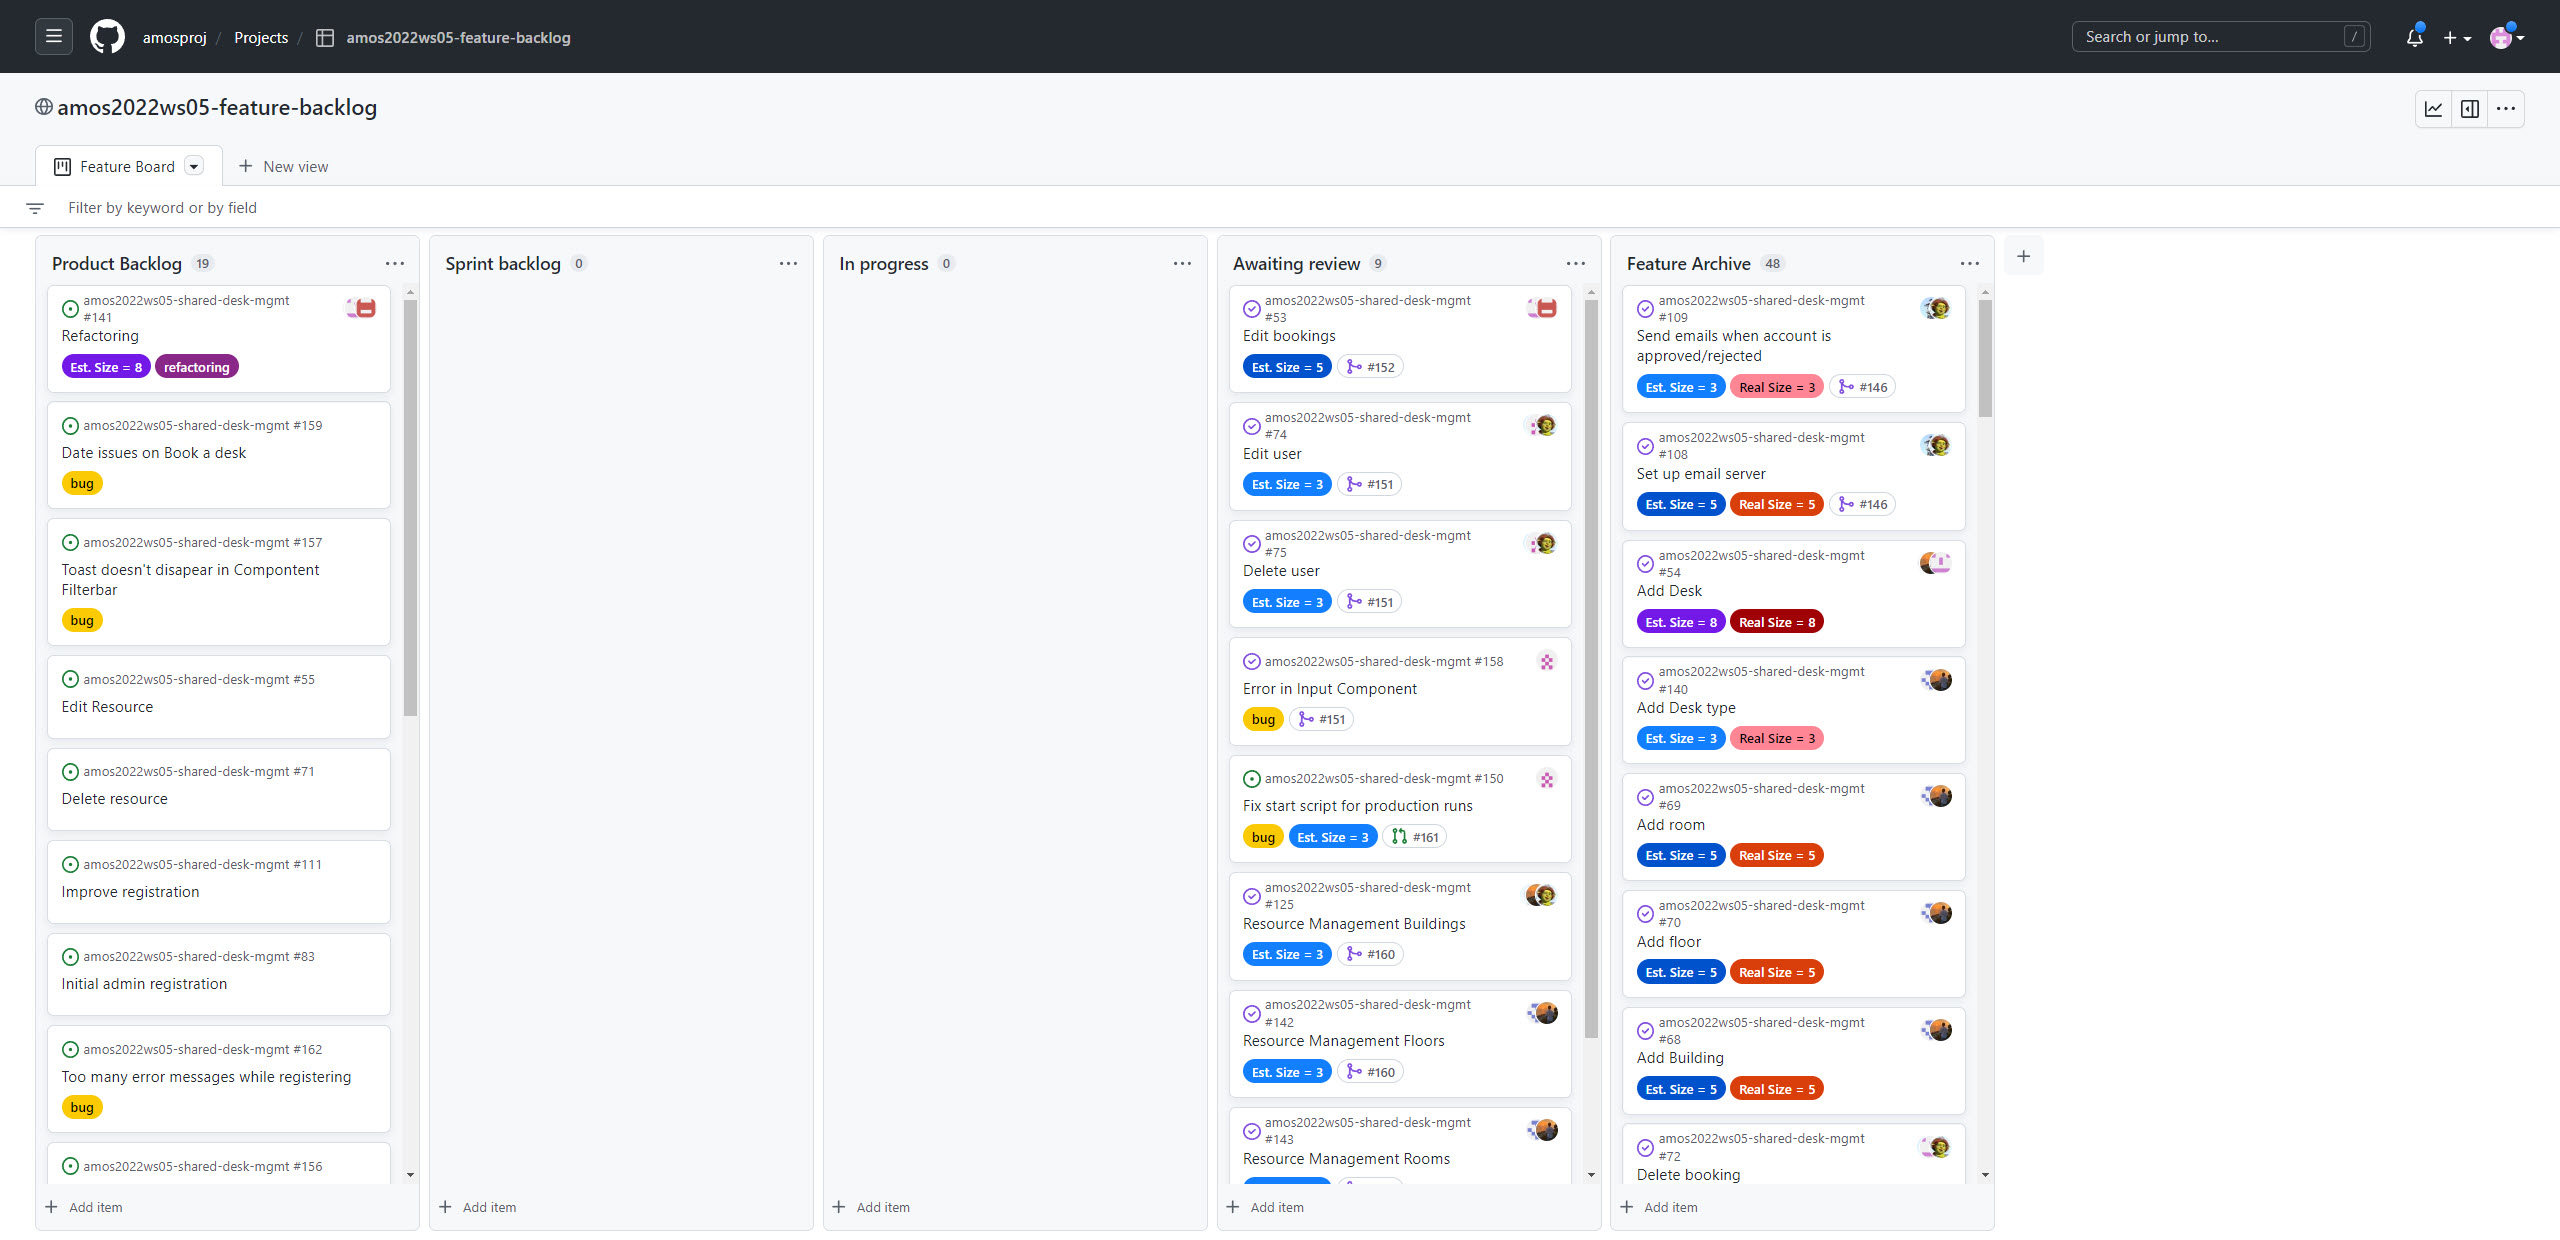 amosproj / Projects / amos2022ws05-feature-backlog
Search or jump to... /
amos2022ws05-feature-backlog
Feature Board
New view
Filter by keyword or by field
Product Backlog 19
amos2022ws05-shared-desk-mgmt
#141
Refactoring
Est. Size = 8 refactoring
amos2022ws05-shared-desk-mgmt #159
Date issues on Book a desk
bug
amos2022ws05-shared-desk-mgmt #157
Toast doesn't disapear in Compontent
Filterbar
bug
amos2022ws05-shared-desk-mgmt #55
Edit Resource
amos2022ws05-shared-desk-mgmt #71
Delete resource
amos2022ws05-shared-desk-mgmt #111
Improve registration
amos2022ws05-shared-desk-mgmt #83
Initial admin registration
amos2022ws05-shared-desk-mgmt #162
Too many error messages while registering
bug
amos2022ws05-shared-desk-mgmt #156
Add item
Sprint backlog 0
Add item
In progress 0
Add item
Awaiting review 9
amos2022ws05-shared-desk-mgmt
#53
Edit bookings
Est. Size = 5 #152
amos2022ws05-shared-desk-mgmt
#74
Edit user
Est. Size = 3 #151
amos2022ws05-shared-desk-mgmt
#75
Delete user
Est. Size = 3 #151
amos2022ws05-shared-desk-mgmt #158
Error in Input Component
bug #151
amos2022ws05-shared-desk-mgmt #150
Fix start script for production runs
bug Est. Size = 3 #161
amos2022ws05-shared-desk-mgmt
#125
Resource Management Buildings
Est. Size = 3 #160
amos2022ws05-shared-desk-mgmt
#142
Resource Management Floors
Est. Size = 3 #160
amos2022ws05-shared-desk-mgmt
#143
Resource Management Rooms
Add item
Feature Archive 48
amos2022ws05-shared-desk-mgmt
#109
Send emails when account is
approved/rejected
Est. Size = 3 Real Size = 3 #146
amos2022ws05-shared-desk-mgmt
#108
Set up email server
Est. Size = 5 Real Size = 5 #146
amos2022ws05-shared-desk-mgmt
#54
Add Desk
Est. Size = 8 Real Size = 8
amos2022ws05-shared-desk-mgmt
#140
Add Desk type
Est. Size = 3 Real Size = 3
amos2022ws05-shared-desk-mgmt
#69
Add room
Est. Size = 5 Real Size = 5
amos2022ws05-shared-desk-mgmt
#70
Add floor
Est. Size = 5 Real Size = 5
amos2022ws05-shared-desk-mgmt
#68
Add Building
Est. Size = 5 Real Size = 5
amos2022ws05-shared-desk-mgmt
#72
Delete booking
Add item